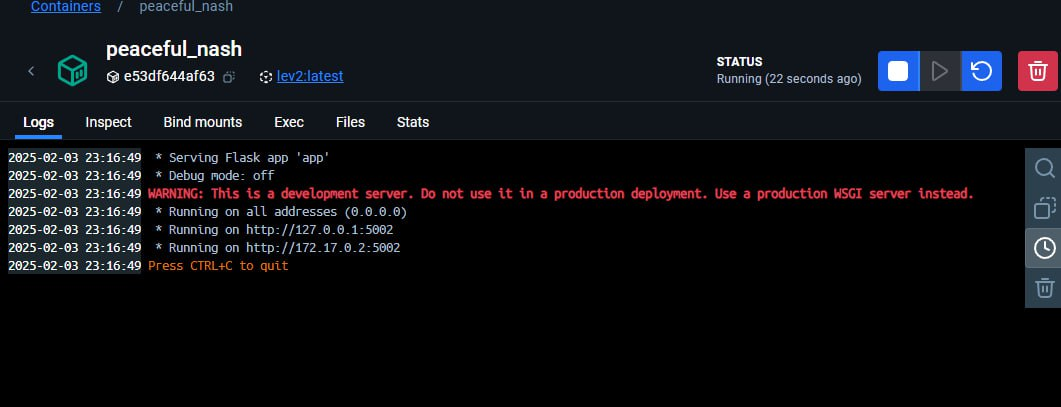 Containers / peaceful_nash
peaceful_nash
e53df644af63 lev2:latest
STATUS
Running (22 seconds ago)
Logs Inspect Bind mounts Exec Files Stats
2025-02-03 23:16:49 * Serving Flask app 'app'
2025-02-03 23:16:49 * Debug mode: off
2025-02-03 23:16:49 WARNING: This is a development server. Do not use it in a production deployment. Use a production WSGI server instead.
2025-02-03 23:16:49 * Running on all addresses (0.0.0.0)
2025-02-03 23:16:49 * Running on http://127.0.0.1:5002
2025-02-03 23:16:49 * Running on http://172.17.0.2:5002
2025-02-03 23:16:49 Press CTRL+C to quit